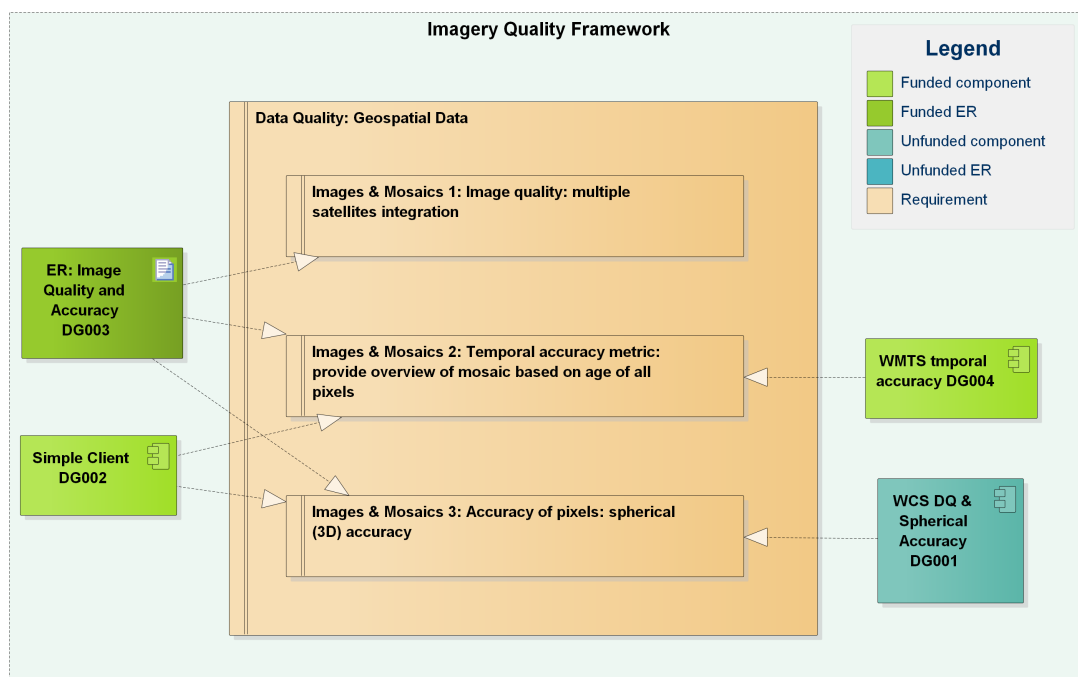 Imagery Quality Framework
Legend
Funded component
Funded ER
Unfunded component
Unfunded ER
Requirement
Data Quality: Geospatial Data
Images & Mosaics 1: Image quality: multiple
satellites integration
ER: Image
Quality and
Accuracy
DG003
Images & Mosaics 2: Temporal accuracy metric:
provide overview of mosaic based on age of all
pixels
WMTS tmporal
accuracy DG004
Simple Client
DG002
Images & Mosaics 3: Accuracy of pixels: spherical
(3D) accuracy
WCS DQ &
Spherical
Accuracy
DG001